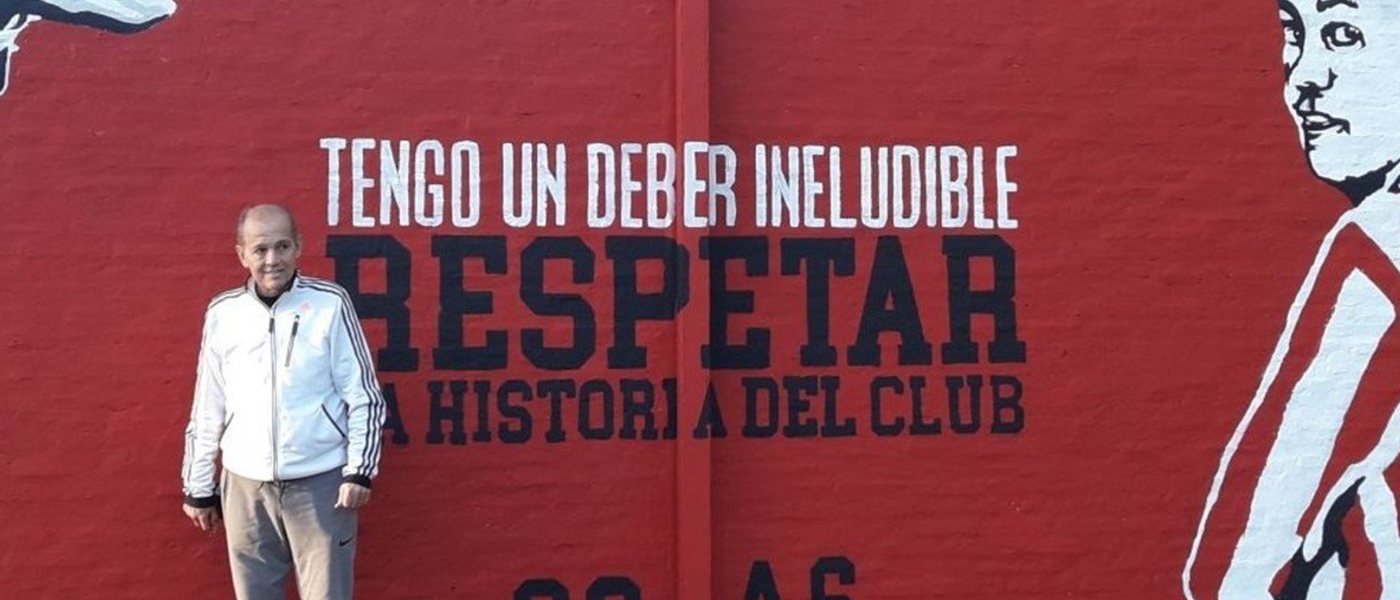 TENGO UN DEBER INELUDIBLE
RESPETAR
A HISTORIA DEL CLUB